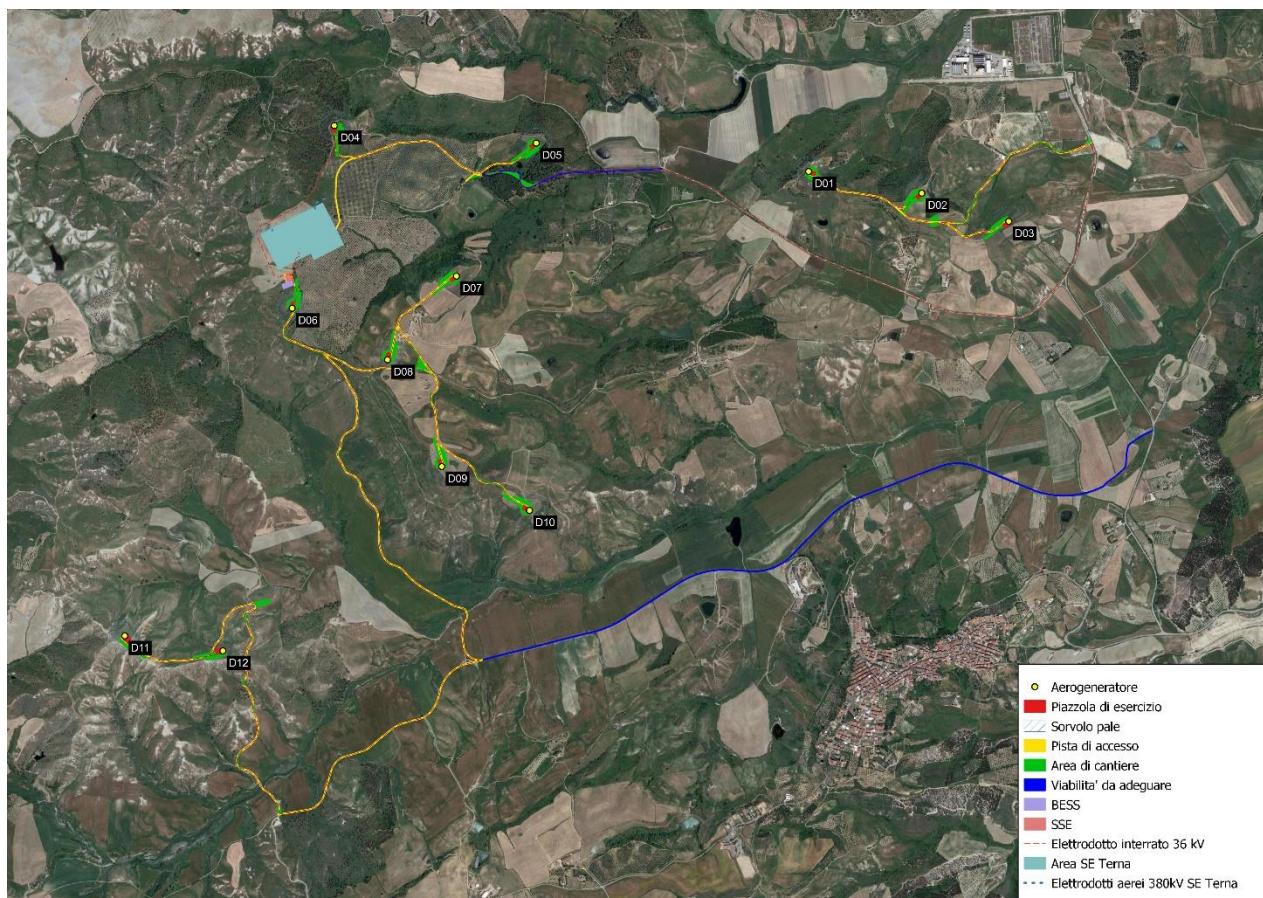 D04
D05
D01
D02
D03
D07
D06
D08
D09
D10
D11
D12
Aerogeneratore
Piazzola di esercizio
Sorvolo pale
Pista di accesso
Area di cantiere
Viabilita' da adeguare
BESS
SSE
Elettrodotto interrato 36 kV
Area SE Terna
Elettrodotti aerei 380kV SE Terna